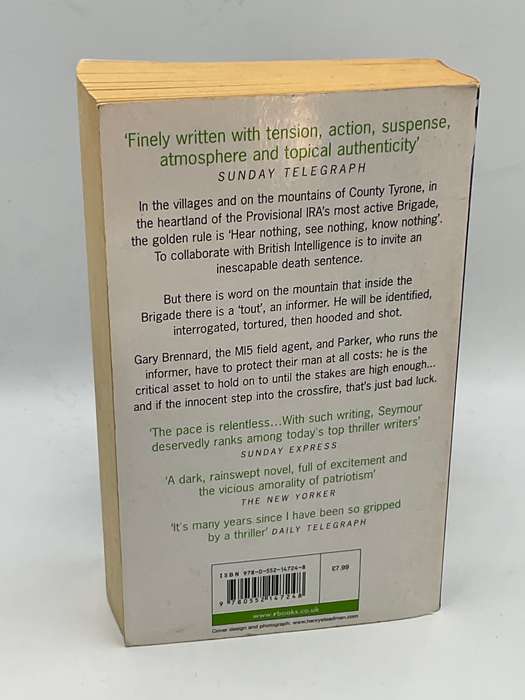 'Finely written with tension, action, suspense,
atmosphere and topical authenticity'
SUNDAY TELEGRAPH
In the villages and on the mountains of County Tyrone, in
the heartland of the Provisional IRA's most active Brigade,
the golden rule is 'Hear nothing, see nothing, know nothing'.
To collaborate with British Intelligence is to invite an
inescapable death sentence.
But there is word on the mountain that inside the
Brigade there is a 'tout', an informer. He will be identified,
interrogated, tortured, then hooded and shot.
Gary Brennard, the MI5 field agent, and Parker, who runs the
informer, have to protect their man at all costs: he is the
critical asset to hold on to until the stakes are high enough...
and if the innocent step into the crossfire, that's just bad luck.
'The pace is relentless...With such writing, Seymour
deservedly ranks among today's top thriller writers'
SUNDAY EXPRESS
'A dark, rainswept novel, full of excitement and
the vicious amorality of patriotism'
THE NEW YORKER
'It's many years since I have been so gripped
by a thriller' DAILY TELEGRAPH
ISBN 978-0-552-14724-8
£7.99
9 780552 147248
www.rbooks.co.uk
Cover design and photograph: www.henrysteadman.com